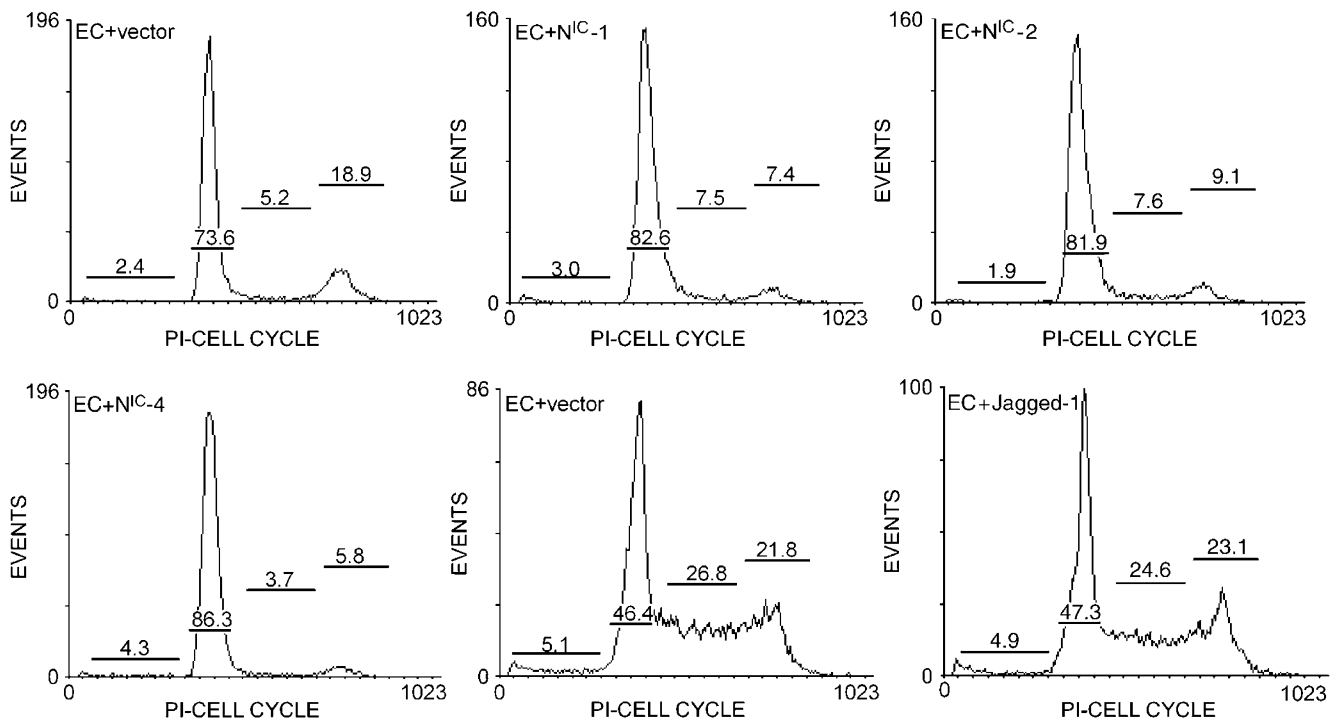 196
EC+vector
EVENTS
18.9
5.2
73.6
2.4
0
0
1023
PI-CELL CYCLE
160
EC+N^IC-1
EVENTS
80
7.4
7.5
82.6
3.0
0
0
1023
PI-CELL CYCLE
160
EC+N^IC-2
EVENTS
80
9.1
7.6
81.9
1.9
0
0
1023
PI-CELL CYCLE
196
EC+N^IC-4
EVENTS
5.8
3.7
86.3
4.3
0
0
1023
PI-CELL CYCLE
86
EC+vector
EVENTS
21.8
26.8
46.4
5.1
0
0
1023
PI-CELL CYCLE
100
EC+Jagged-1
EVENTS
23.1
24.6
47.3
4.9
0
0
1023
PI-CELL CYCLE